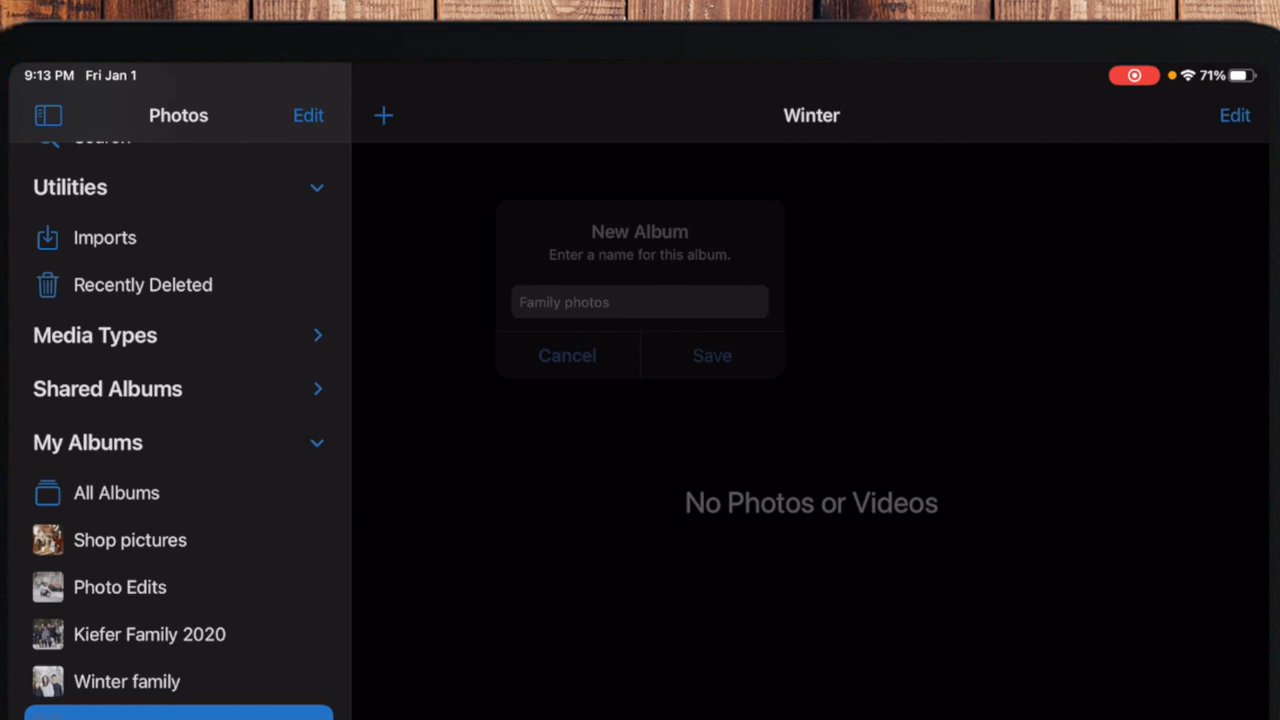 9:13 PM Fri Jan 1
71%
Photos
Edit
Winter
Edit
Search
Utilities
Imports
Recently Deleted
Media Types
Shared Albums
My Albums
All Albums
Shop pictures
Photo Edits
Kiefer Family 2020
Winter family
New Album
Enter a name for this album.
Family photos
Cancel
Save
No Photos or Videos